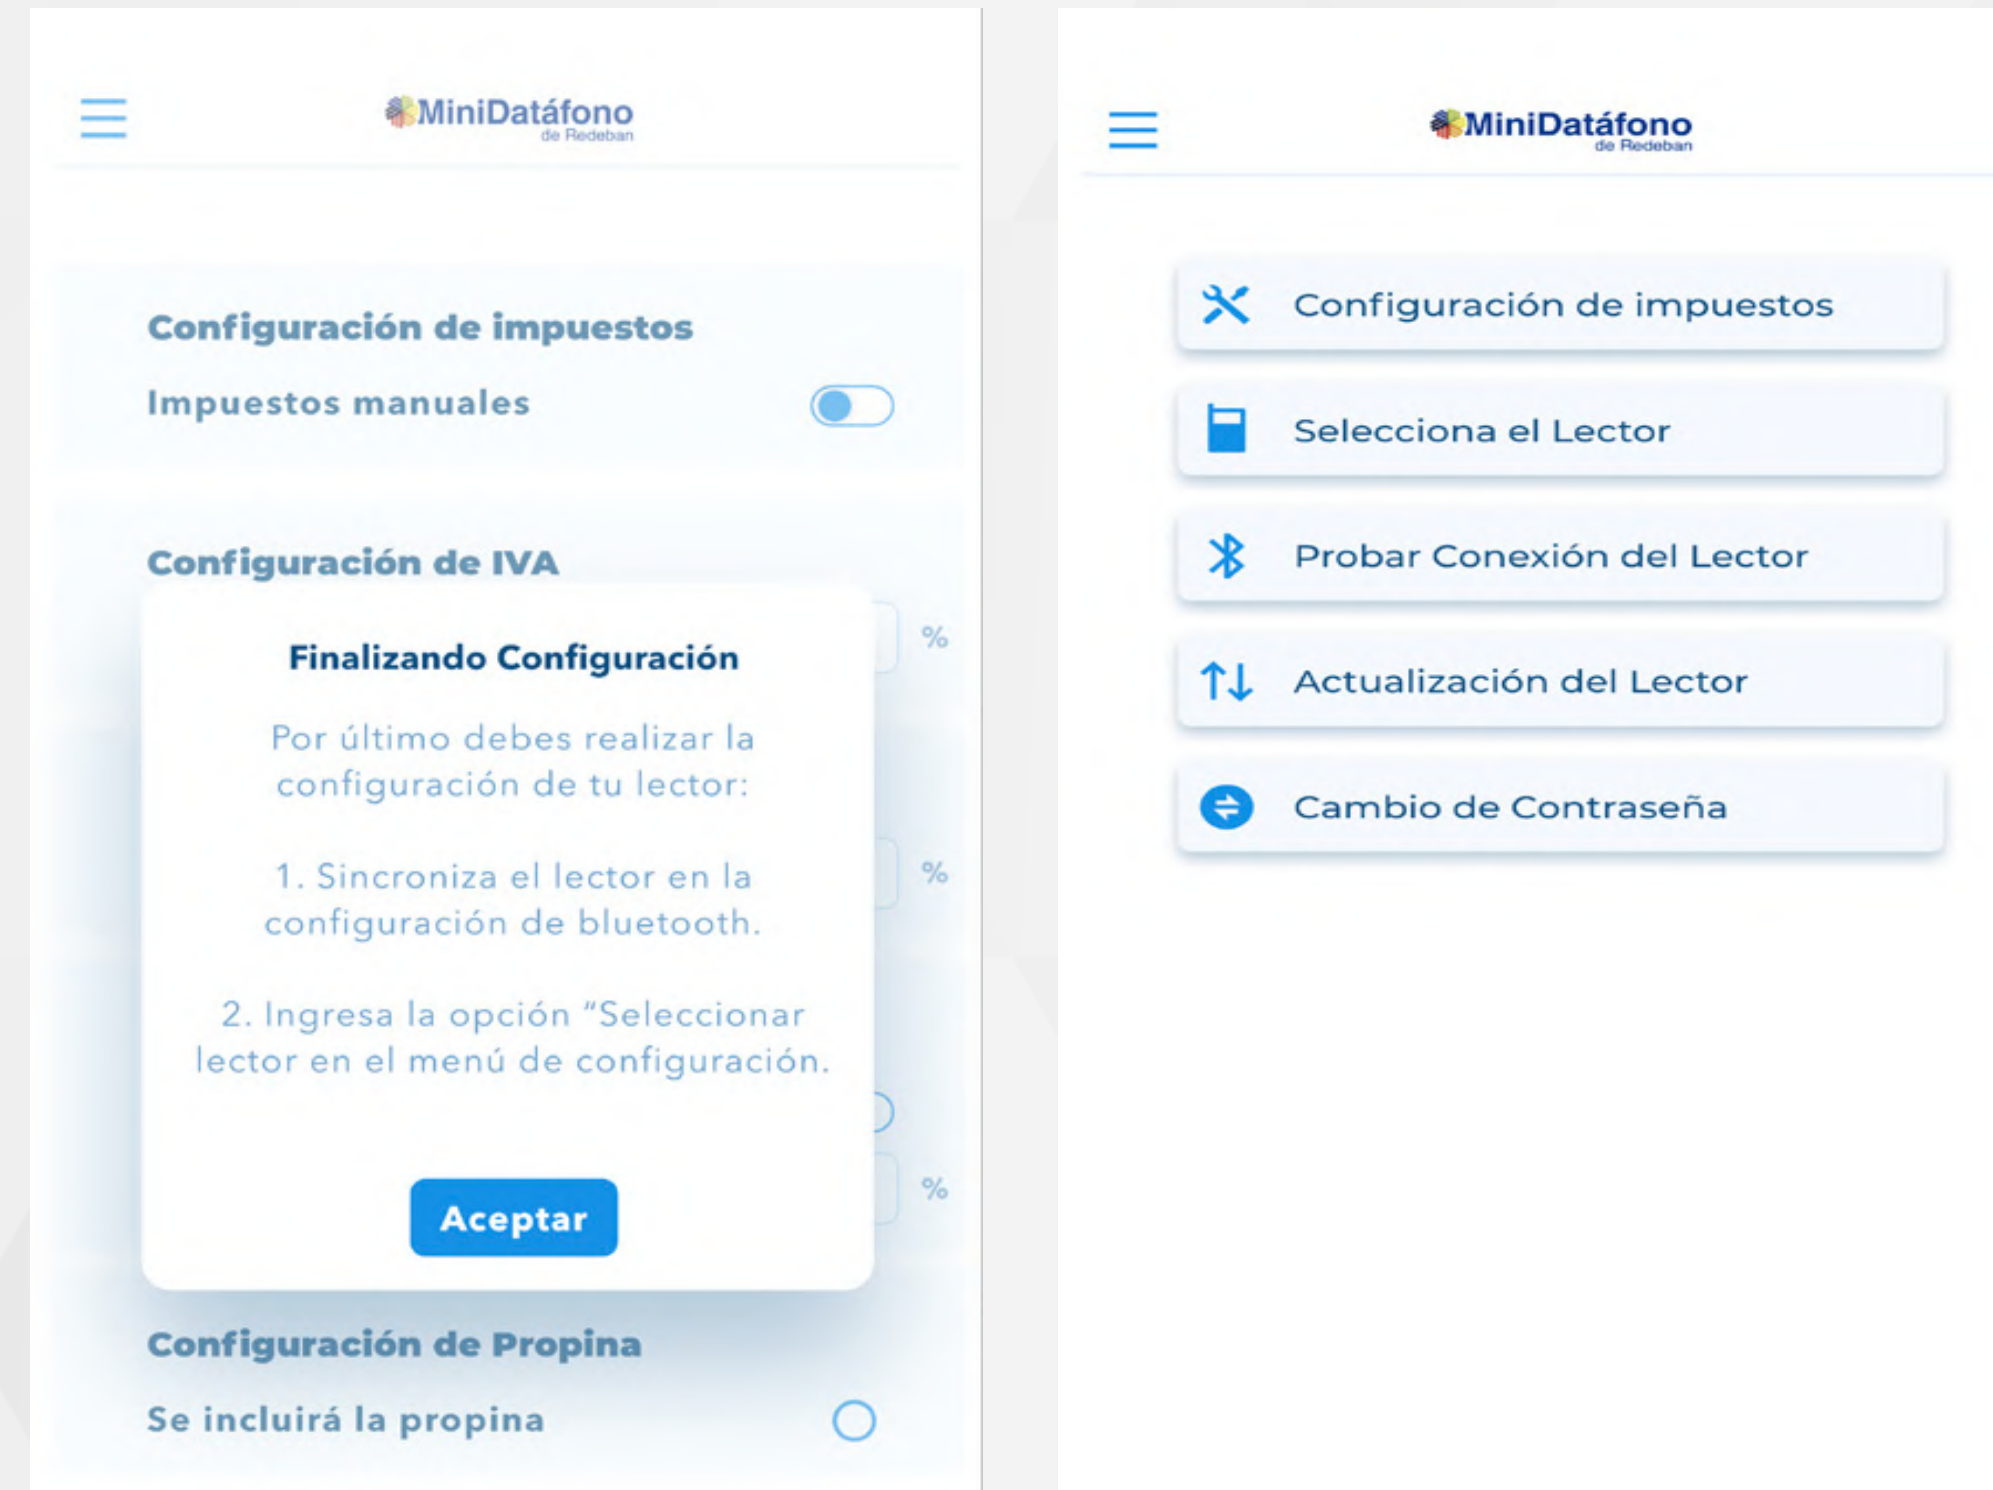 MiniDatáfono
de Redeban
Configuración de impuestos
Impuestos manuales
Configuración de IVA
%
Finalizando Configuración
Por último debes realizar la
configuración de tu lector:
1. Sincroniza el lector en la
configuración de bluetooth.
%
2. Ingresa la opción “Seleccionar
lector en el menú de configuración.
%
Aceptar
Configuración de Propina
Se incluirá la propina
MiniDatáfono
de Redeban
Configuración de impuestos
Selecciona el Lector
Probar Conexión del Lector
Actualización del Lector
Cambio de Contraseña